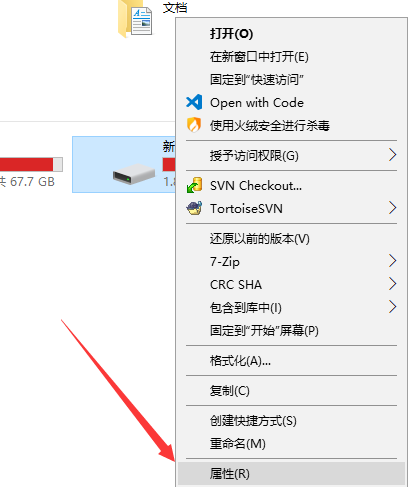 文档
打开(O)
在新窗口中打开(E)
固定到"快速访问"
Open with Code
使用火绒安全进行杀毒
新
授予访问权限(G)
共 67.7 GB
1.8
SVN Checkout...
TortoiseSVN
还原以前的版本(V)
7-Zip
CRC SHA
包含到库中(I)
固定到"开始"屏幕(P)
格式化(A)...
复制(C)
创建快捷方式(S)
重命名(M)
属性(R)